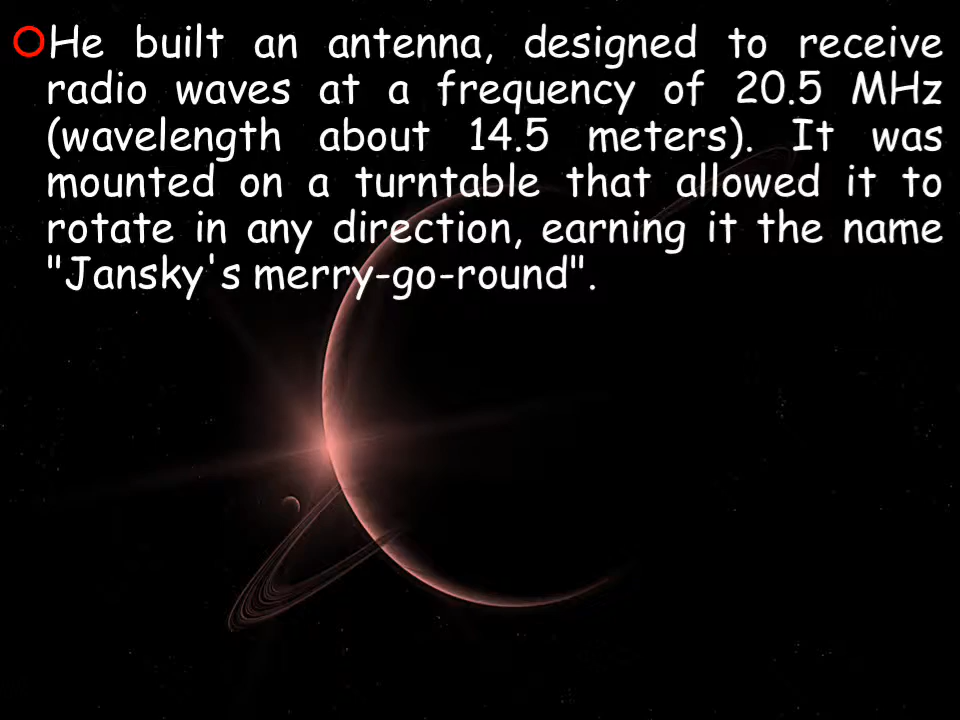 He built an antenna, designed to receive
radio waves at a frequency of 20.5 MHz
(wavelength about 14.5 meters). It was
mounted on a turntable that allowed it to
rotate in any direction, earning it the name
"Jansky's merry-go-round".